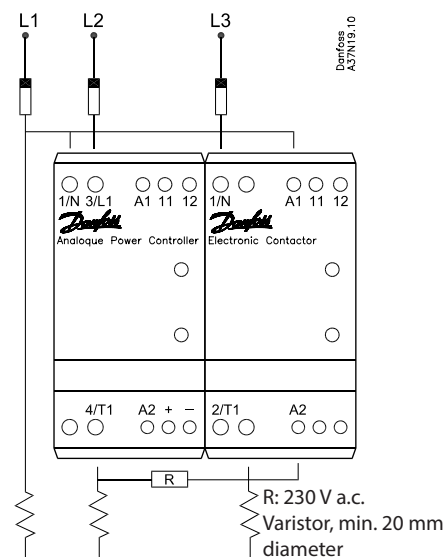 L1 L2 L3
Danfoss
A37N19.10
1/N 3/L1 A1 11 12 1/N A1 11 12
Danfoss Danfoss
Analoque Power Controller Electronic Contactor
4/T1 A2 + − 2/T1 A2
R
R: 230 V a.c.
Varistor, min. 20 mm
diameter